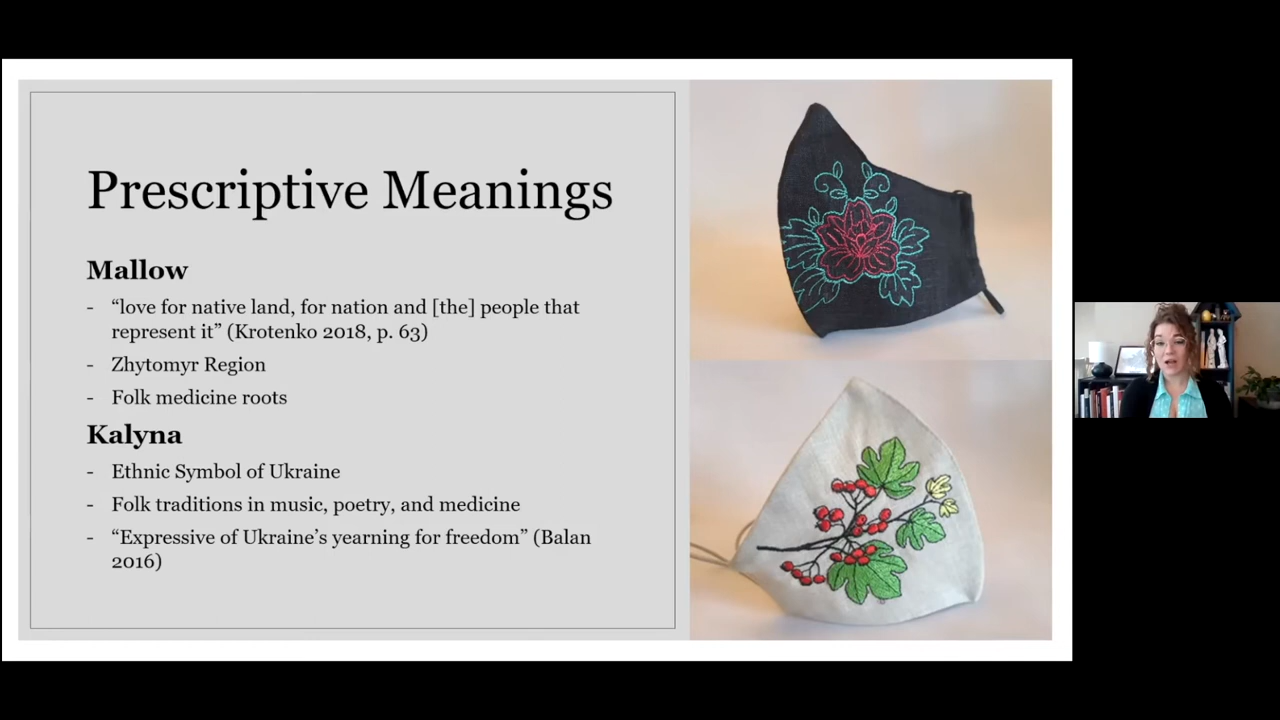 Prescriptive Meanings
Mallow
- “love for native land, for nation and [the] people that
represent it” (Krotenko 2018, p. 63)
- Zhytomyr Region
- Folk medicine roots
Kalyna
- Ethnic Symbol of Ukraine
- Folk traditions in music, poetry, and medicine
- “Expressive of Ukraine’s yearning for freedom” (Balan
2016)